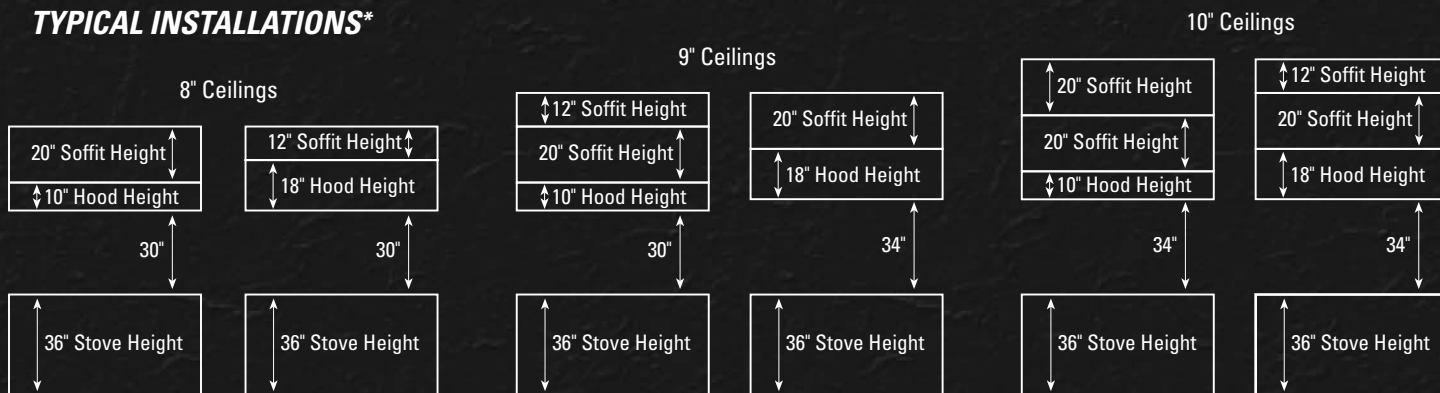 TYPICAL INSTALLATIONS*
8" Ceilings
20" Soffit Height
10" Hood Height
30"
36" Stove Height
12" Soffit Height
18" Hood Height
30"
36" Stove Height
9" Ceilings
12" Soffit Height
20" Soffit Height
10" Hood Height
30"
36" Stove Height
20" Soffit Height
18" Hood Height
34"
36" Stove Height
10" Ceilings
20" Soffit Height
20" Soffit Height
10" Hood Height
34"
36" Stove Height
12" Soffit Height
20" Soffit Height
18" Hood Height
34"
36" Stove Height